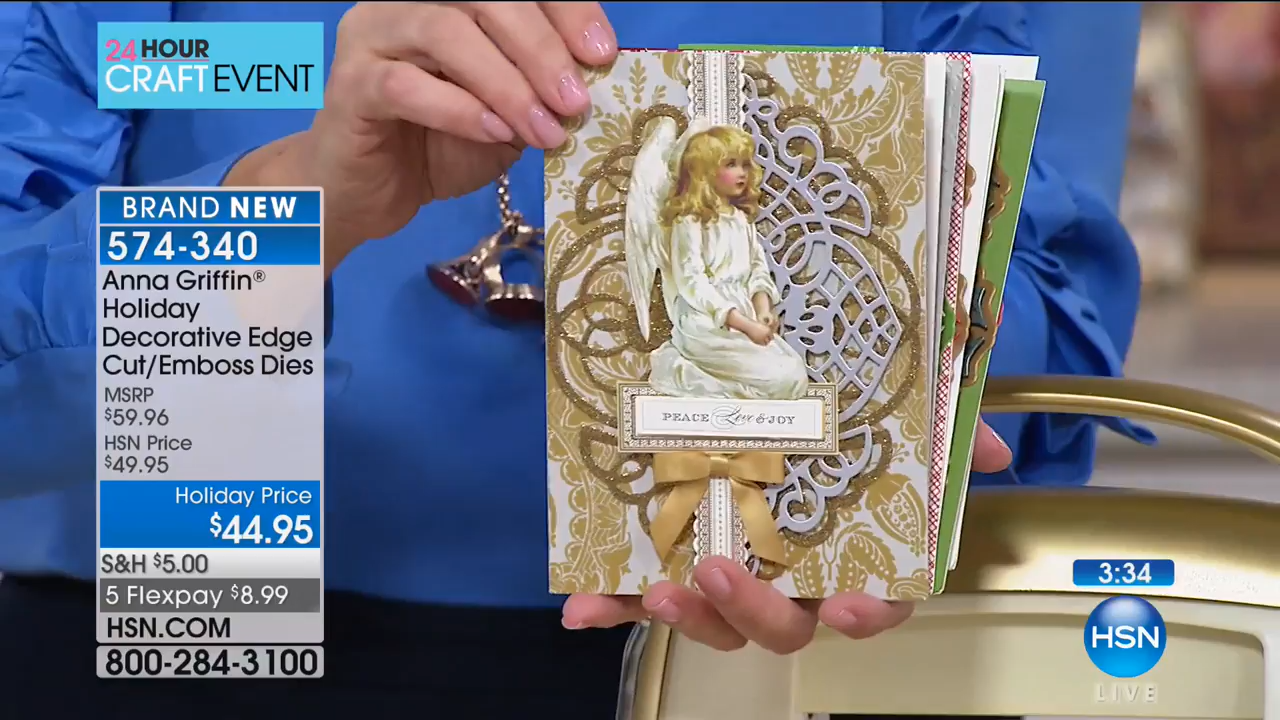 24 HOUR
CRAFT EVENT
BRAND NEW
574-340
Anna Griffin®
Holiday
Decorative Edge
Cut/Emboss Dies
MSRP
$59.96
HSN Price
$49.95
Holiday Price
$44.95
S&H $5.00
5 Flexpay $8.99
HSN.COM
800-284-3100
PEACE Love & JOY
3:34
HSN
LIVE